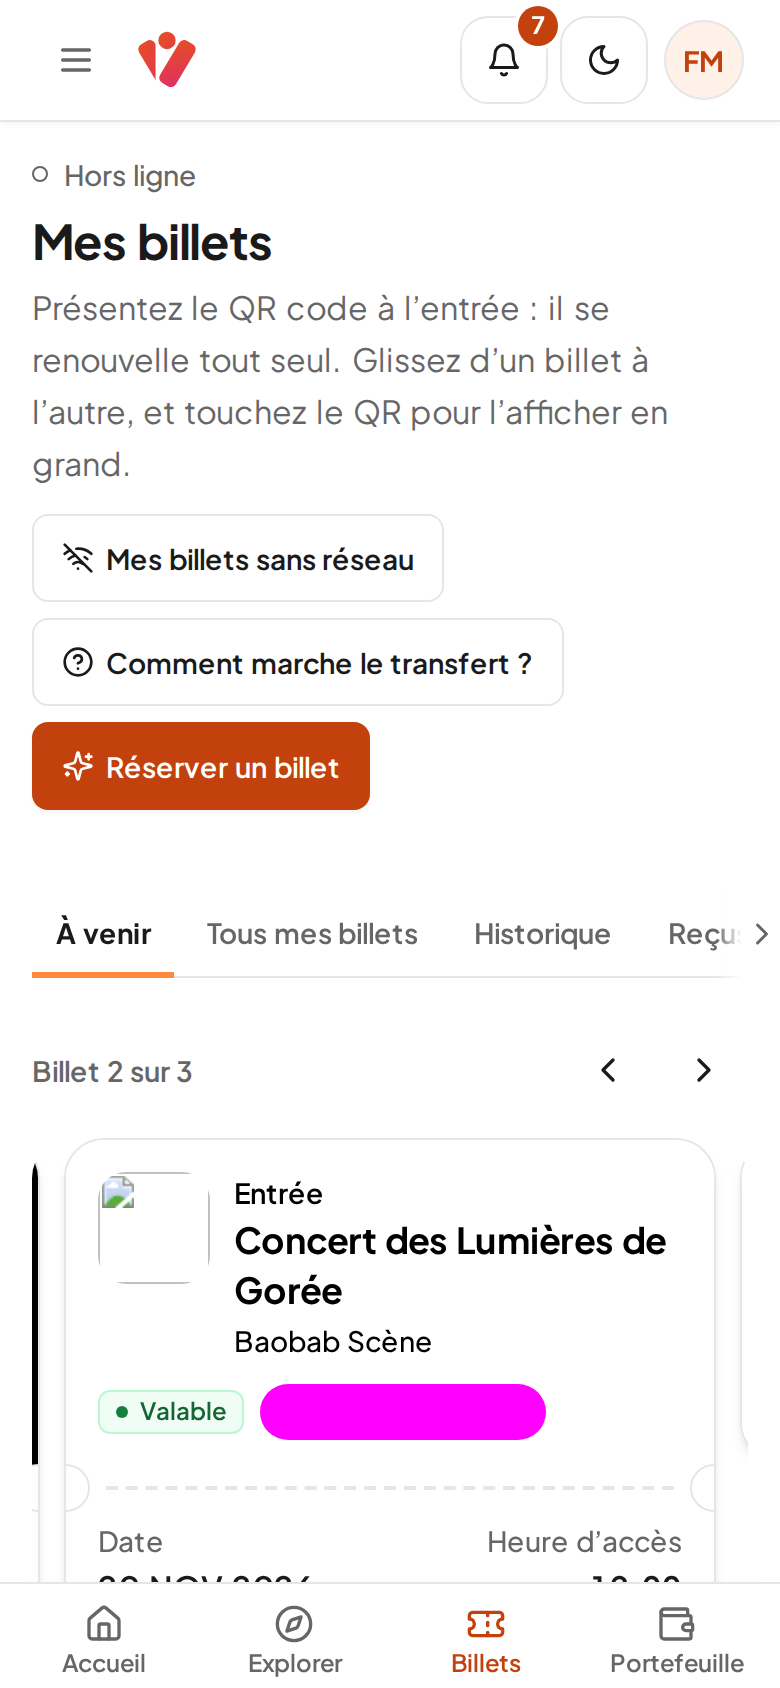 7
FM
Hors ligne
Mes billets
Présentez le QR code à l’entrée : il se
renouvelle tout seul. Glissez d’un billet à
l’autre, et touchez le QR pour l’afficher en
grand.
Mes billets sans réseau
Comment marche le transfert ?
Réserver un billet
À venir
Tous mes billets
Historique
Reçus
Billet 2 sur 3
Entrée
Concert des Lumières de
Gorée
Baobab Scène
Valable
Date
Heure d’accès
Accueil
Explorer
Billets
Portefeuille